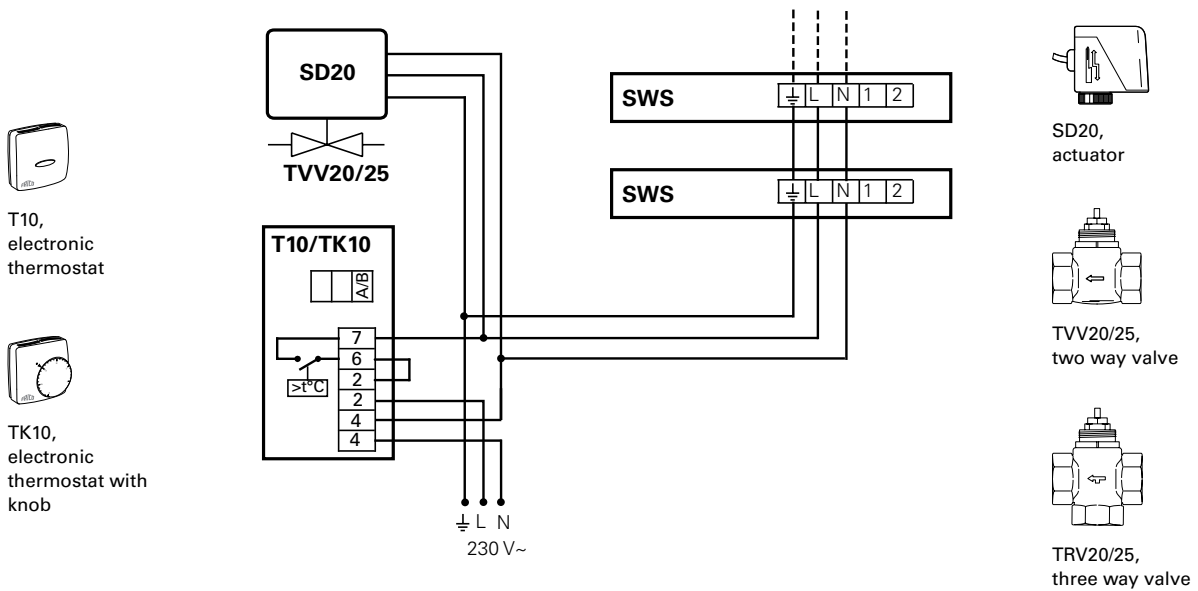 T10,
electronic
thermostat
TK10,
electronic
thermostat with
knob
SD20
TVV20/25
T10/TK10
A/B
7
6
2
2
4
4
>t°C
L N
230 V~
SWS
L N 1 2
SWS
L N 1 2
SD20,
actuator
TVV20/25,
two way valve
TRV20/25,
three way valve